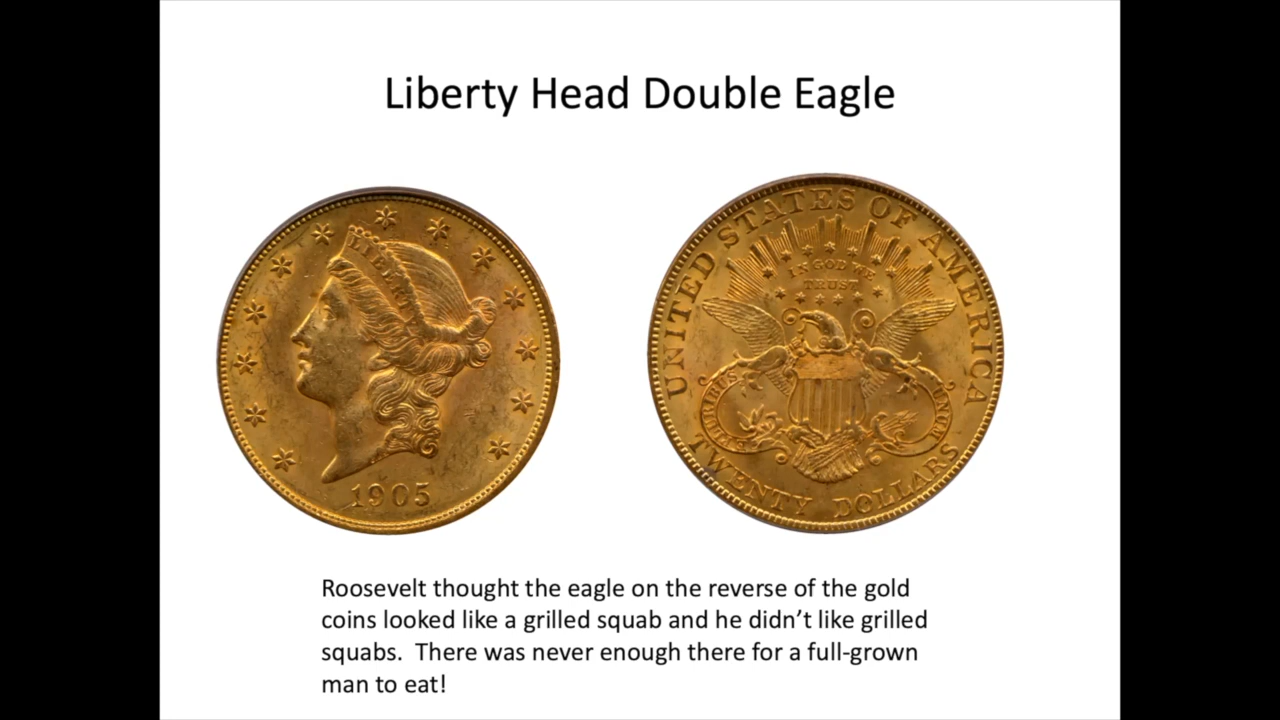 Liberty Head Double Eagle
LIBERTY
1905
UNITED STATES OF AMERICA
IN GOD WE
TRUST
E PLURIBUS UNUM
TWENTY DOLLARS
Roosevelt thought the eagle on the reverse of the gold
coins looked like a grilled squab and he didn’t like grilled
squabs.  There was never enough there for a full-grown
man to eat!